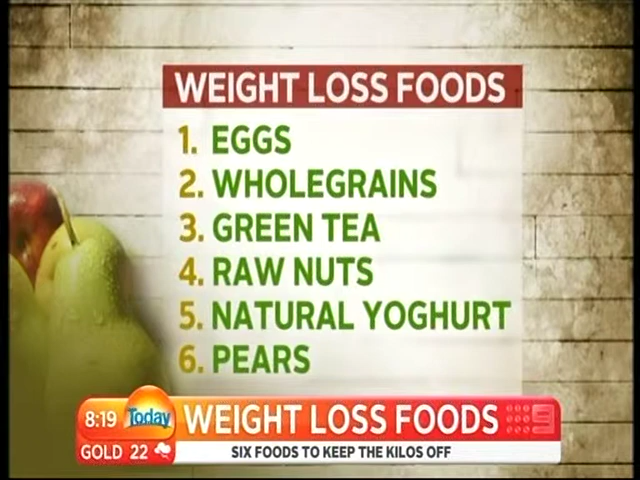 WEIGHT LOSS FOODS
1. EGGS
2. WHOLEGRAINS
3. GREEN TEA
4. RAW NUTS
5. NATURAL YOGHURT
6. PEARS
8:19 Today WEIGHT LOSS FOODS 9
GOLD 22 SIX FOODS TO KEEP THE KILOS OFF